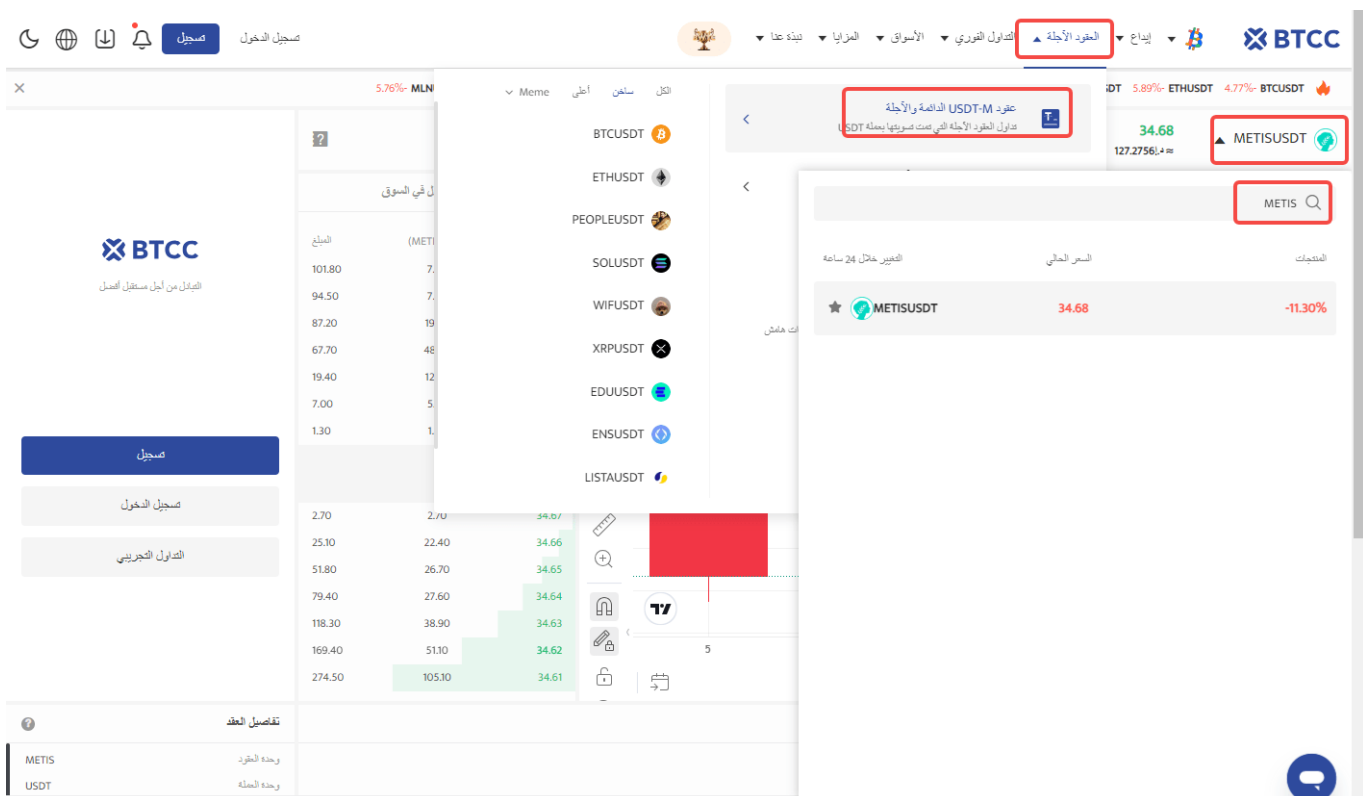 BTCC
إيداع
العقود الآجلة
التداول الفوري
الأسواق
المزايا
نبذة عنا
تسجيل الدخول
تسجيل
BTCUSDT -4.77%
ETHUSDT -5.89%
5.76%-
METISUSDT
34.68
≈ 127.2756د.إ
عقود USDT-M الدائمة والآجلة
تداول العقود الآجلة التي تمت تسويتها بعملة USDT
الكل
ساخن
أعلى
Meme
BTCUSDT
ETHUSDT
PEOPLEUSDT
SOLUSDT
WIFUSDT
XRPUSDT
EDUUSDT
ENSUSDT
LISTAUSDT
METIS
المنتجات
السعر الحالي
التغيير خلال 24 ساعة
METISUSDT
34.68
-11.30%
BTCC
التبادل من أجل مستقبل أفضل
تسجيل
تسجيل الدخول
التداول التجريبي
المبلغ
101.80
94.50
87.20
67.70
19.40
7.00
1.30
2.70 2.70 34.67
25.10 22.40 34.66
51.80 26.70 34.65
79.40 27.60 34.64
118.30 38.90 34.63
169.40 51.10 34.62
274.50 105.10 34.61
5
تفاصيل العقد
وحدة العقود METIS
وحدة العملة USDT